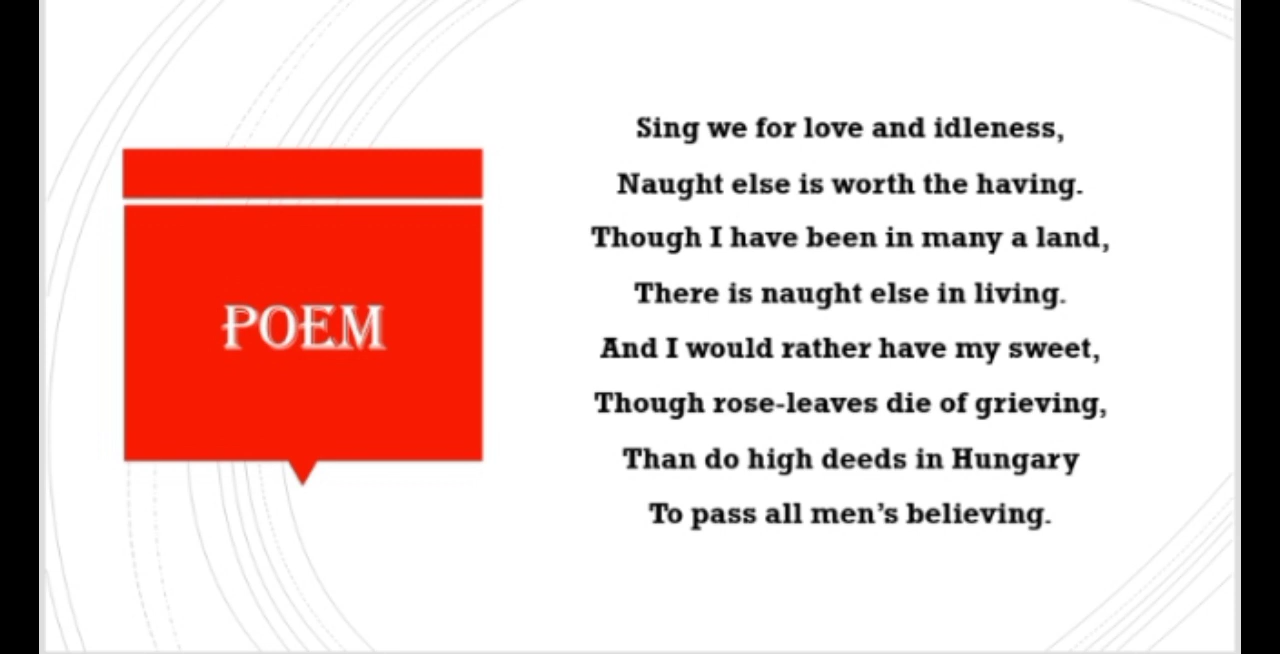 POEM
Sing we for love and idleness,
Naught else is worth the having.
Though I have been in many a land,
There is naught else in living.
And I would rather have my sweet,
Though rose-leaves die of grieving,
Than do high deeds in Hungary
To pass all men’s believing.